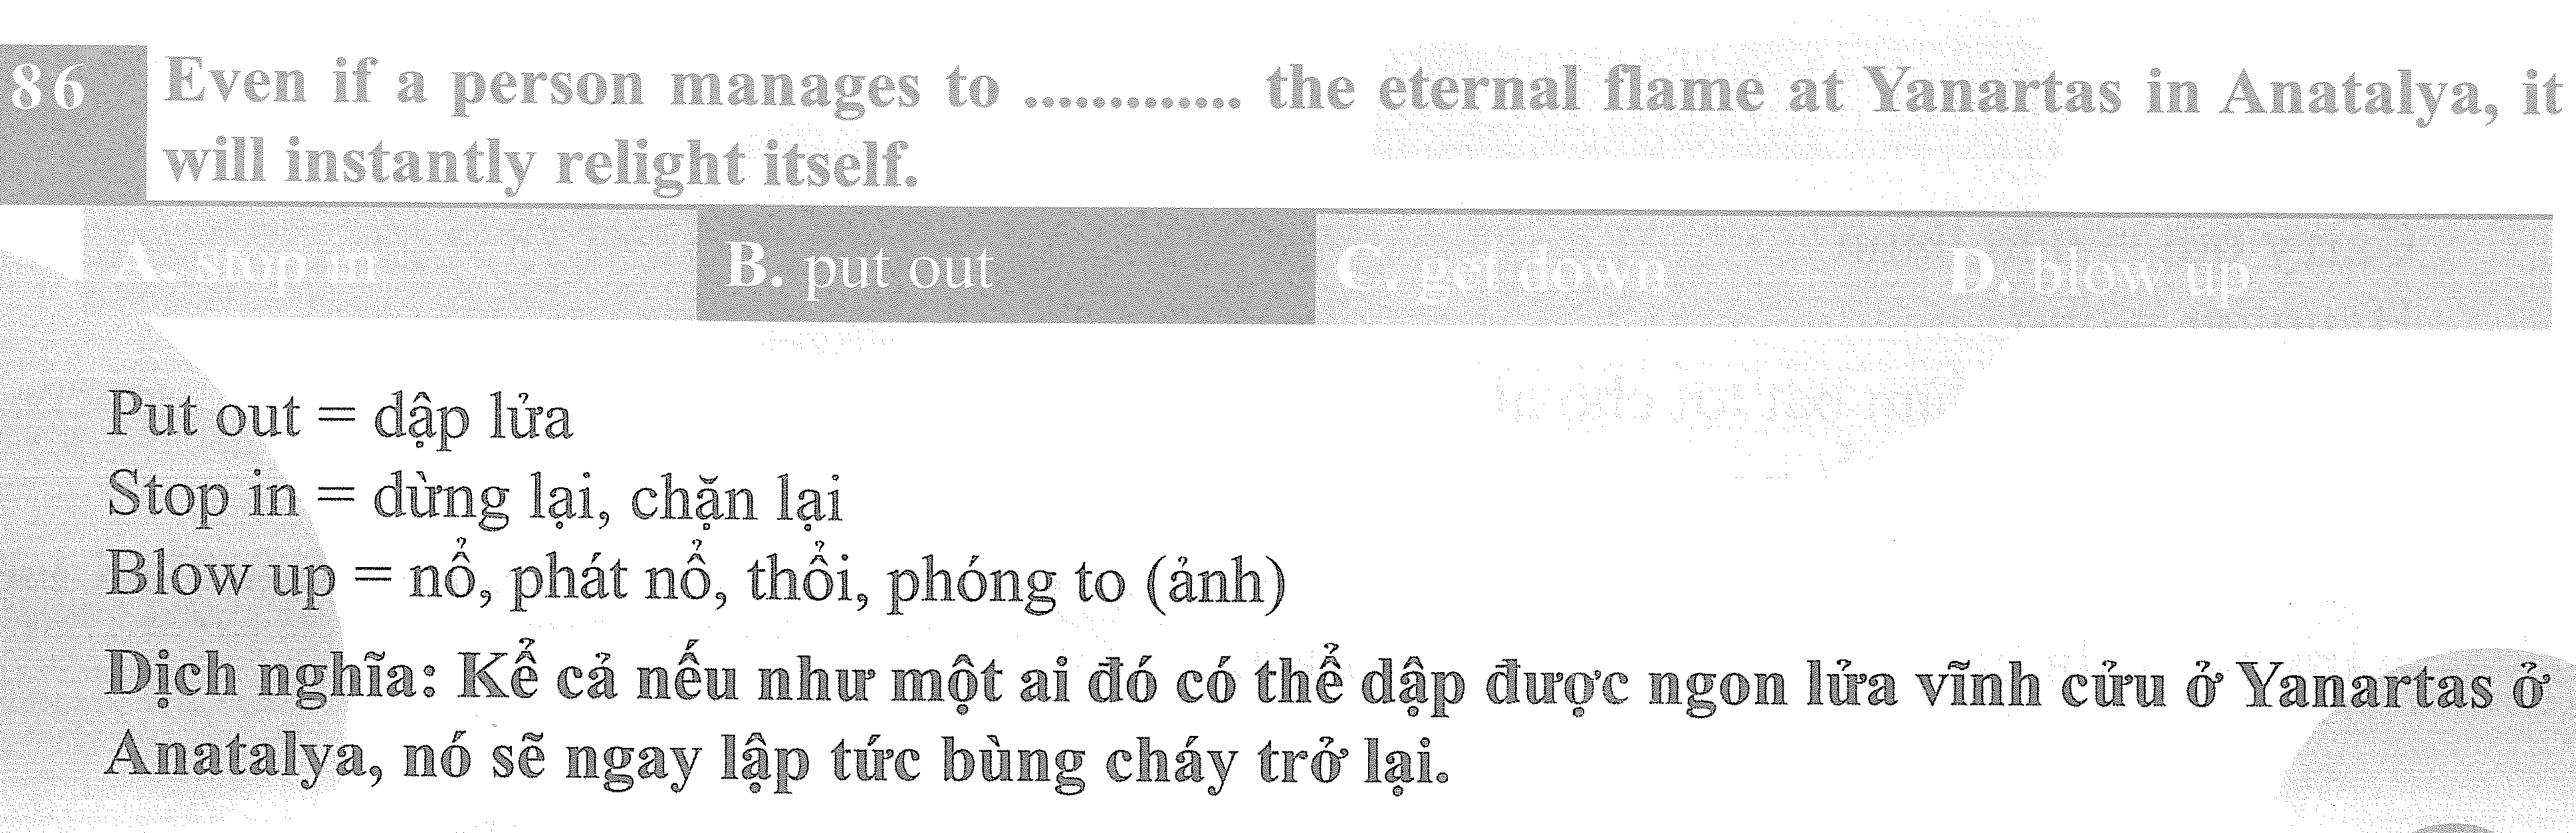 86 Even if a person manages to ............. the eternal flame at Yanartas in Anatalya, it
will instantly relight itself.
A. stop in B. put out C. get down D. blow up
Put out = dập lửa
Stop in = dừng lại, chặn lại
Blow up = nổ, phát nổ, thổi, phóng to (ảnh)
Dịch nghĩa: Kể cả nếu như một ai đó có thể dập được ngon lửa vĩnh cửu ở Yanartas ở
Anatalya, nó sẽ ngay lập tức bùng cháy trở lại.